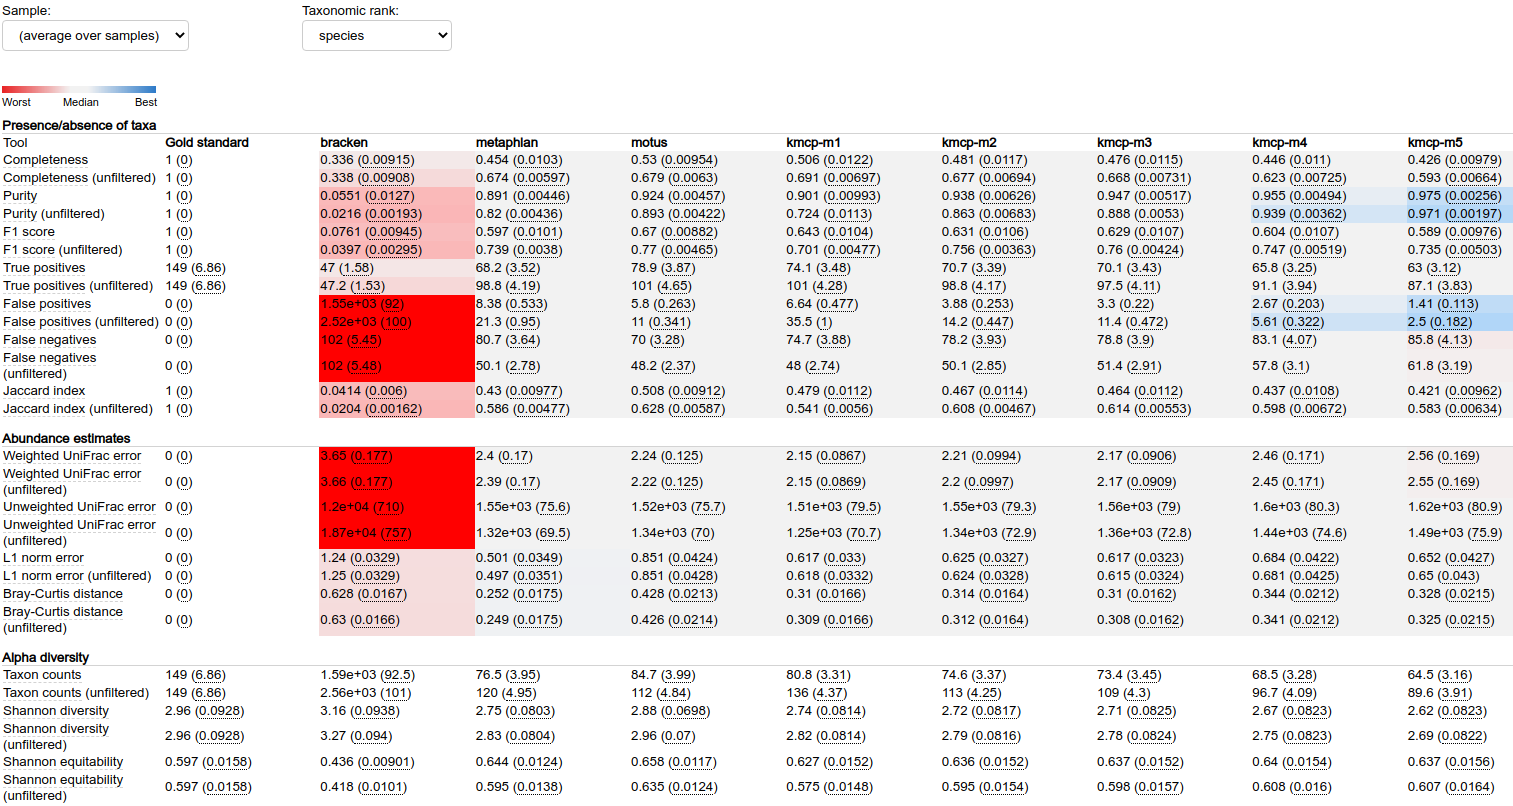 Sample: Taxonomic rank:
(average over samples) species
Worst Median Best
Presence/absence of taxa
Tool Gold standard bracken metaphlan motus kmcp-m1 kmcp-m2 kmcp-m3 kmcp-m4 kmcp-m5
Completeness 1 (0) 0.336 (0.00915) 0.454 (0.0103) 0.53 (0.00954) 0.506 (0.0122) 0.481 (0.0117) 0.476 (0.0115) 0.446 (0.011) 0.426 (0.00979)
Completeness (unfiltered) 1 (0) 0.338 (0.00908) 0.674 (0.00597) 0.679 (0.0063) 0.691 (0.00697) 0.677 (0.00694) 0.668 (0.00731) 0.623 (0.00725) 0.593 (0.00664)
Purity 1 (0) 0.0551 (0.0127) 0.891 (0.00446) 0.924 (0.00457) 0.901 (0.00993) 0.938 (0.00626) 0.947 (0.00517) 0.955 (0.00494) 0.975 (0.00256)
Purity (unfiltered) 1 (0) 0.0216 (0.00193) 0.82 (0.00436) 0.893 (0.00422) 0.724 (0.0113) 0.863 (0.00683) 0.888 (0.0053) 0.939 (0.00362) 0.971 (0.00197)
F1 score 1 (0) 0.0761 (0.00945) 0.597 (0.0101) 0.67 (0.00882) 0.643 (0.0104) 0.631 (0.0106) 0.629 (0.0107) 0.604 (0.0107) 0.589 (0.00976)
F1 score (unfiltered) 1 (0) 0.0397 (0.00295) 0.739 (0.0038) 0.77 (0.00465) 0.701 (0.00477) 0.756 (0.00363) 0.76 (0.00424) 0.747 (0.00519) 0.735 (0.00503)
True positives 149 (6.86) 47 (1.58) 68.2 (3.52) 78.9 (3.87) 74.1 (3.48) 70.7 (3.39) 70.1 (3.43) 65.8 (3.25) 63 (3.12)
True positives (unfiltered) 149 (6.86) 47.2 (1.53) 98.8 (4.19) 101 (4.65) 101 (4.28) 98.8 (4.17) 97.5 (4.11) 91.1 (3.94) 87.1 (3.83)
False positives 0 (0) 1.55e+03 (92) 8.38 (0.533) 5.8 (0.263) 6.64 (0.477) 3.88 (0.253) 3.3 (0.22) 2.67 (0.203) 1.41 (0.113)
False positives (unfiltered) 0 (0) 2.52e+03 (100) 21.3 (0.95) 11 (0.341) 35.5 (1) 14.2 (0.447) 11.4 (0.472) 5.61 (0.322) 2.5 (0.182)
False negatives 0 (0) 102 (5.45) 80.7 (3.64) 70 (3.28) 74.7 (3.88) 78.2 (3.93) 78.8 (3.9) 83.1 (4.07) 85.8 (4.13)
False negatives
(unfiltered) 0 (0) 102 (5.48) 50.1 (2.78) 48.2 (2.37) 48 (2.74) 50.1 (2.85) 51.4 (2.91) 57.8 (3.1) 61.8 (3.19)
Jaccard index 1 (0) 0.0414 (0.006) 0.43 (0.00977) 0.508 (0.00912) 0.479 (0.0112) 0.467 (0.0114) 0.464 (0.0112) 0.437 (0.0108) 0.421 (0.00962)
Jaccard index (unfiltered) 1 (0) 0.0204 (0.00162) 0.586 (0.00477) 0.628 (0.00587) 0.541 (0.0056) 0.608 (0.00467) 0.614 (0.00553) 0.598 (0.00672) 0.583 (0.00634)
Abundance estimates
Weighted UniFrac error 0 (0) 3.65 (0.177) 2.4 (0.17) 2.24 (0.125) 2.15 (0.0867) 2.21 (0.0994) 2.17 (0.0906) 2.46 (0.171) 2.56 (0.169)
Weighted UniFrac error
(unfiltered) 0 (0) 3.66 (0.177) 2.39 (0.17) 2.22 (0.125) 2.15 (0.0869) 2.2 (0.0997) 2.17 (0.0909) 2.45 (0.171) 2.55 (0.169)
Unweighted UniFrac error 0 (0) 1.2e+04 (710) 1.55e+03 (75.6) 1.52e+03 (75.7) 1.51e+03 (79.5) 1.55e+03 (79.3) 1.56e+03 (79) 1.6e+03 (80.3) 1.62e+03 (80.9)
Unweighted UniFrac error
(unfiltered) 0 (0) 1.87e+04 (757) 1.32e+03 (69.5) 1.34e+03 (70) 1.25e+03 (70.7) 1.34e+03 (72.9) 1.36e+03 (72.8) 1.44e+03 (74.6) 1.49e+03 (75.9)
L1 norm error 0 (0) 1.24 (0.0329) 0.501 (0.0349) 0.851 (0.0424) 0.617 (0.033) 0.625 (0.0327) 0.617 (0.0323) 0.684 (0.0422) 0.652 (0.0427)
L1 norm error (unfiltered) 0 (0) 1.25 (0.0329) 0.497 (0.0351) 0.851 (0.0428) 0.618 (0.0332) 0.624 (0.0328) 0.615 (0.0324) 0.681 (0.0425) 0.65 (0.043)
Bray-Curtis distance 0 (0) 0.628 (0.0167) 0.252 (0.0175) 0.428 (0.0213) 0.31 (0.0166) 0.314 (0.0164) 0.31 (0.0162) 0.344 (0.0212) 0.328 (0.0215)
Bray-Curtis distance
(unfiltered) 0 (0) 0.63 (0.0166) 0.249 (0.0175) 0.426 (0.0214) 0.309 (0.0166) 0.312 (0.0164) 0.308 (0.0162) 0.341 (0.0212) 0.325 (0.0215)
Alpha diversity
Taxon counts 149 (6.86) 1.59e+03 (92.5) 76.5 (3.95) 84.7 (3.99) 80.8 (3.31) 74.6 (3.37) 73.4 (3.45) 68.5 (3.28) 64.5 (3.16)
Taxon counts (unfiltered) 149 (6.86) 2.56e+03 (101) 120 (4.95) 112 (4.84) 136 (4.37) 113 (4.25) 109 (4.3) 96.7 (4.09) 89.6 (3.91)
Shannon diversity 2.96 (0.0928) 3.16 (0.0938) 2.75 (0.0803) 2.88 (0.0698) 2.74 (0.0814) 2.72 (0.0817) 2.71 (0.0825) 2.67 (0.0823) 2.62 (0.0823)
Shannon diversity
(unfiltered) 2.96 (0.0928) 3.27 (0.094) 2.83 (0.0804) 2.96 (0.07) 2.82 (0.0814) 2.79 (0.0816) 2.78 (0.0824) 2.75 (0.0823) 2.69 (0.0822)
Shannon equitability 0.597 (0.0158) 0.436 (0.00901) 0.644 (0.0124) 0.658 (0.0117) 0.627 (0.0152) 0.636 (0.0152) 0.637 (0.0152) 0.64 (0.0154) 0.637 (0.0156)
Shannon equitability
(unfiltered) 0.597 (0.0158) 0.418 (0.0101) 0.595 (0.0138) 0.635 (0.0124) 0.575 (0.0148) 0.595 (0.0154) 0.598 (0.0157) 0.608 (0.016) 0.607 (0.0164)